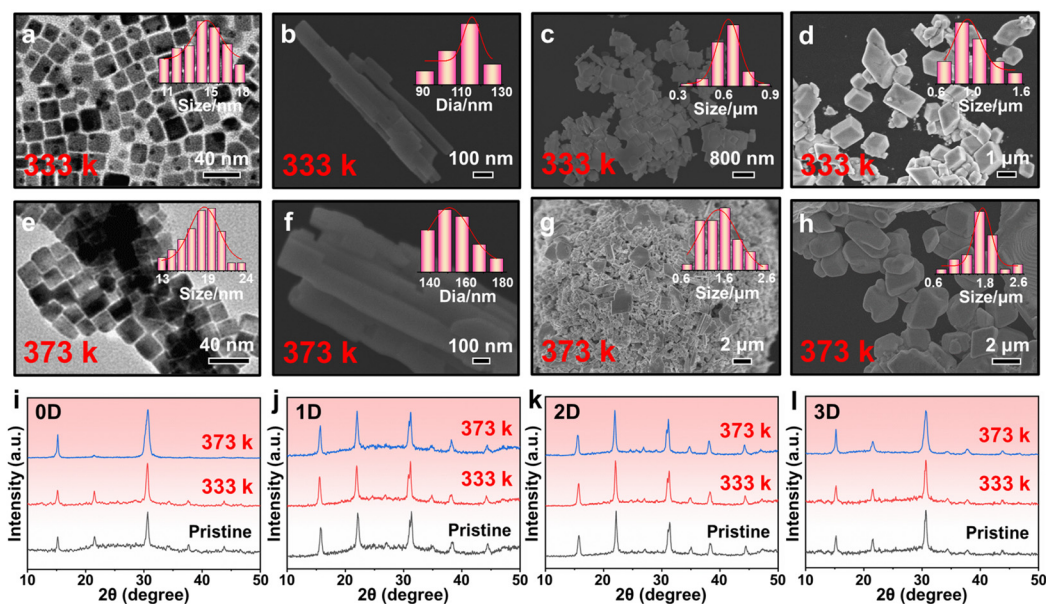 a
11 15 18
Size/nm
333 k
40 nm
b
90 110 130
Dia/nm
333 k
100 nm
c
0.3 0.6 0.9
Size/μm
333 k
800 nm
d
0.6 1.0 1.6
Size/μm
333 k
1 μm
e
13 19 24
Size/nm
373 k
40 nm
f
140 160 180
Dia/nm
373 k
100 nm
g
0.6 1.6 2.6
Size/μm
373 k
2 μm
h
0.6 1.8 2.6
Size/μm
373 k
2 μm
i
0D
373 k
333 k
Pristine
Intensity (a.u.)
10 20 30 40 50
2θ (degree)
j
1D
373 k
333 k
Pristine
Intensity (a.u.)
10 20 30 40 50
2θ (degree)
k
2D
373 k
333 k
Pristine
Intensity (a.u.)
10 20 30 40 50
2θ (degree)
l
3D
373 k
333 k
Pristine
Intensity (a.u.)
10 20 30 40 50
2θ (degree)